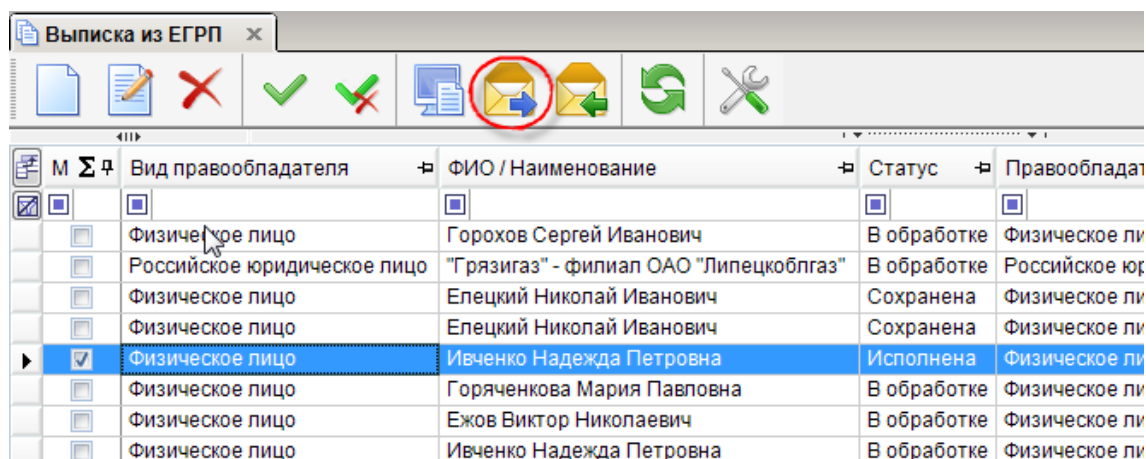 Выписка из ЕГРП
М Σ Вид правообладателя ФИО / Наименование Статус Правообладат
Физическое лицо Горохов Сергей Иванович В обработке Физическое ли
Российское юридическое лицо "Грязигаз" - филиал ОАО "Липецкоблгаз" В обработке Российское юр
Физическое лицо Елецкий Николай Иванович Сохранена Физическое ли
Физическое лицо Елецкий Николай Иванович Сохранена Физическое ли
Физическое лицо Ивченко Надежда Петровна Исполнена Физическое ли
Физическое лицо Горяченкова Мария Павловна В обработке Физическое ли
Физическое лицо Ежов Виктор Николаевич В обработке Физическое ли
Физическое лицо Ивченко Надежда Петровна В обработке Физическое ли